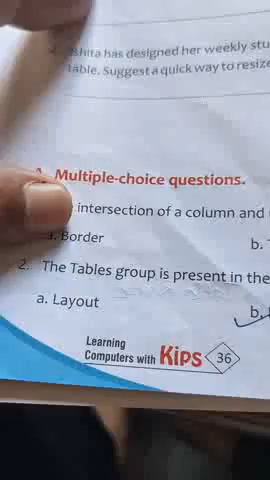 Ishita has designed her weekly
table. Suggest a quick way to resize
Multiple-choice questions.
intersection of a column and
a. Border
b.
2. The Tables group is present in the
a. Layout
b.
Learning
Computers with Kips 36